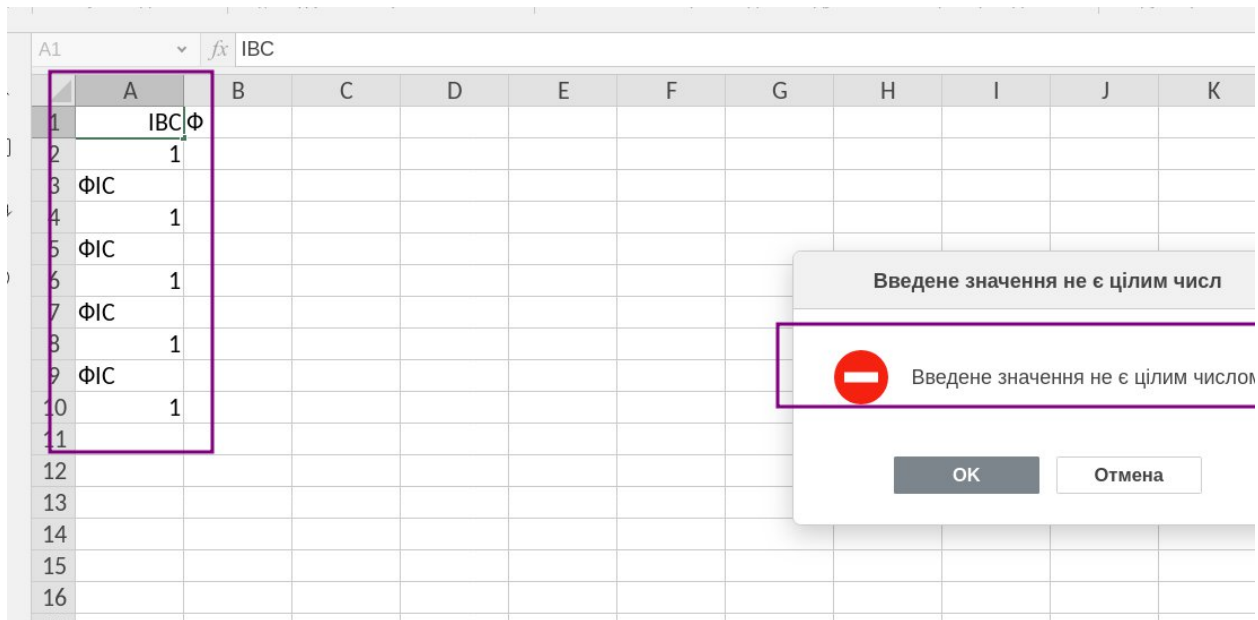 A1 fx ІВС
A B C D E F G H I J K
1 ІВС Ф
2 1
3 ФІС
4 1
5 ФІС
6 1
7 ФІС
8 1
9 ФІС
10 1
11
12
13
14
15
16
Введене значення не є цілим числ
Введене значення не є цілим числом
OK Отмена